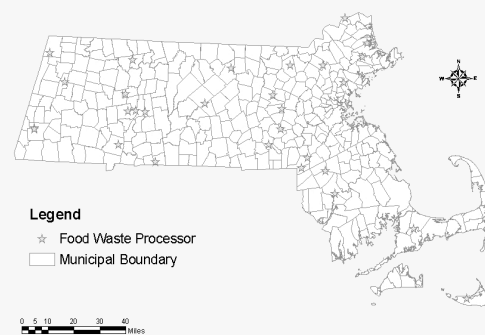 N
W E
S
Legend
Food Waste Processor
Municipal Boundary
0 5 10 20 30 40
Miles